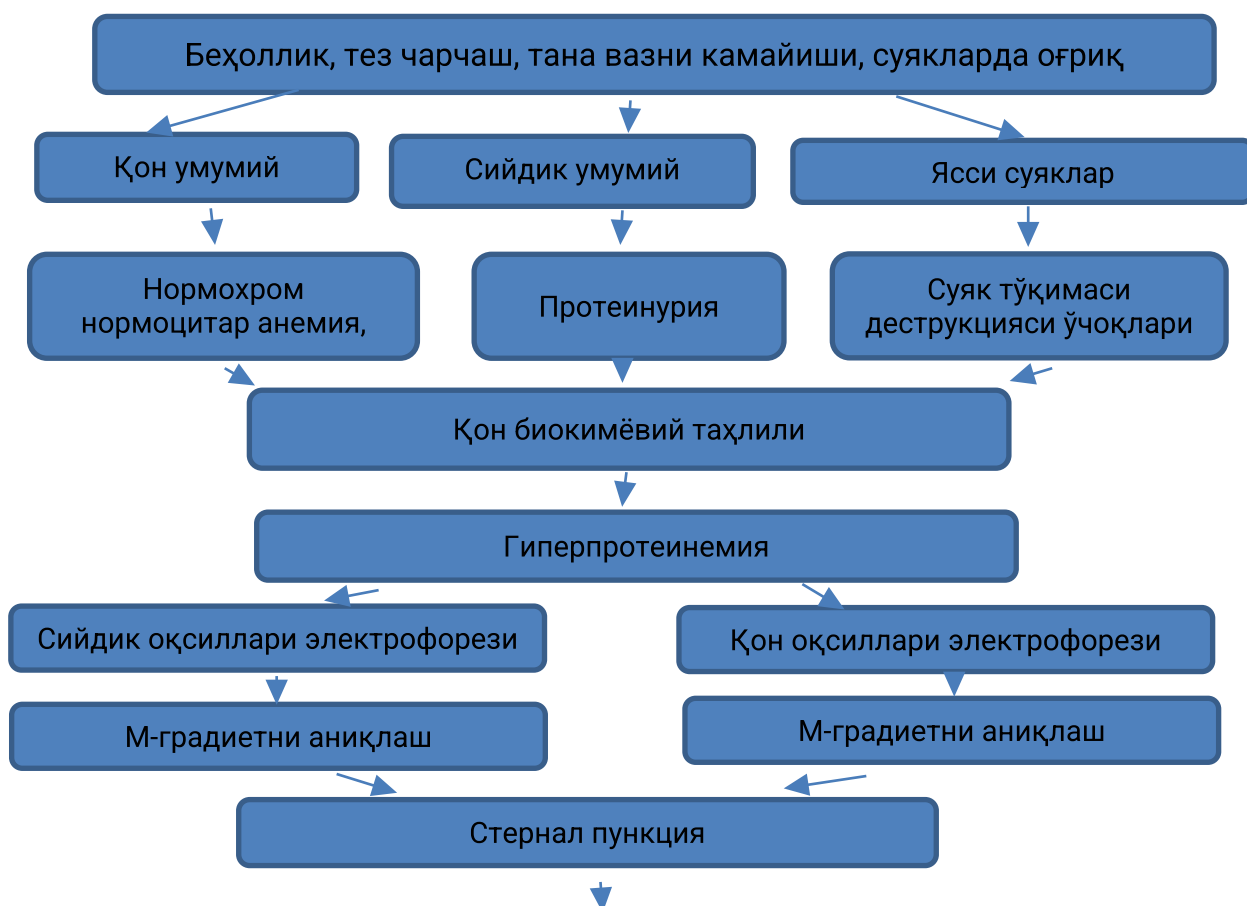 Беҳоллик, тез чарчаш, тана вазни камайиши, суякларда оғриқ
Қон умумий
Сийдик умумий
Ясси суяклар
Нормохром
нормоцитар анемия,
Протеинурия
Суяк тўқимаси
деструкцияси ўчоқлари
Қон биокимёвий таҳлили
Гиперпротеинемия
Сийдик оқсиллари электрофорези
Қон оқсиллари электрофорези
М-градиетни аниқлаш
М-градиетни аниқлаш
Стернал пункция